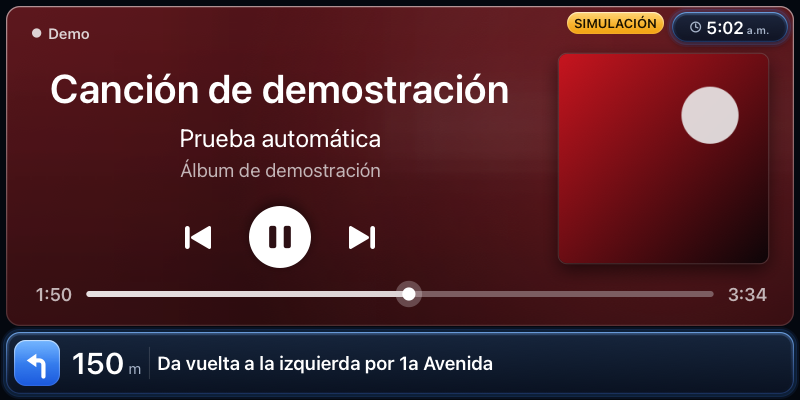 Demo
SIMULACIÓN
5:02 a.m.
Canción de demostración
Prueba automática
Álbum de demostración
1:50
3:34
150 m
Da vuelta a la izquierda por 1a Avenida